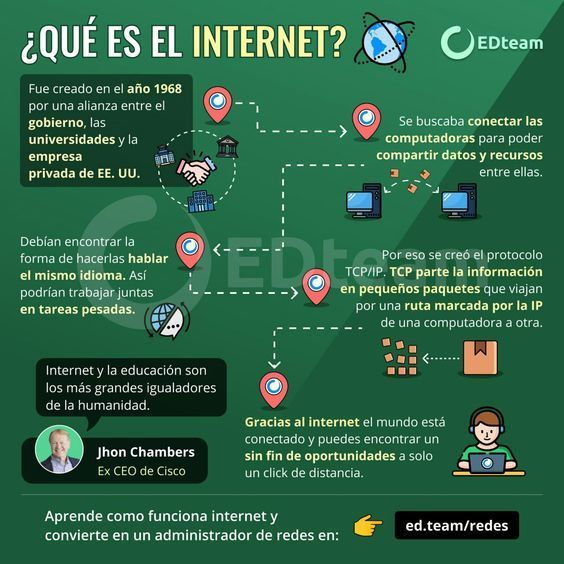 ¿QUÉ ES EL INTERNET?
EDteam
Fue creado en el año 1968
por una alianza entre el
gobierno, las
universidades y la
empresa
privada de EE. UU.
Se buscaba conectar las
computadoras para poder
compartir datos y recursos
entre ellas.
EDteam
Debían encontrar la
forma de hacerlas hablar
el mismo idioma. Así
podrían trabajar juntas
en tareas pesadas.
Por eso se creó el protocolo
TCP/IP. TCP parte la información
en pequeños paquetes que viajan
por una ruta marcada por la IP
de una computadora a otra.
Internet y la educación son
los más grandes igualadores
de la humanidad.
Jhon Chambers
Ex CEO de Cisco
Gracias al internet el mundo está
conectado y puedes encontrar un
sin fin de oportunidades a solo
un click de distancia.
Aprende como funciona internet y
convierte en un administrador de redes en:
ed.team/redes